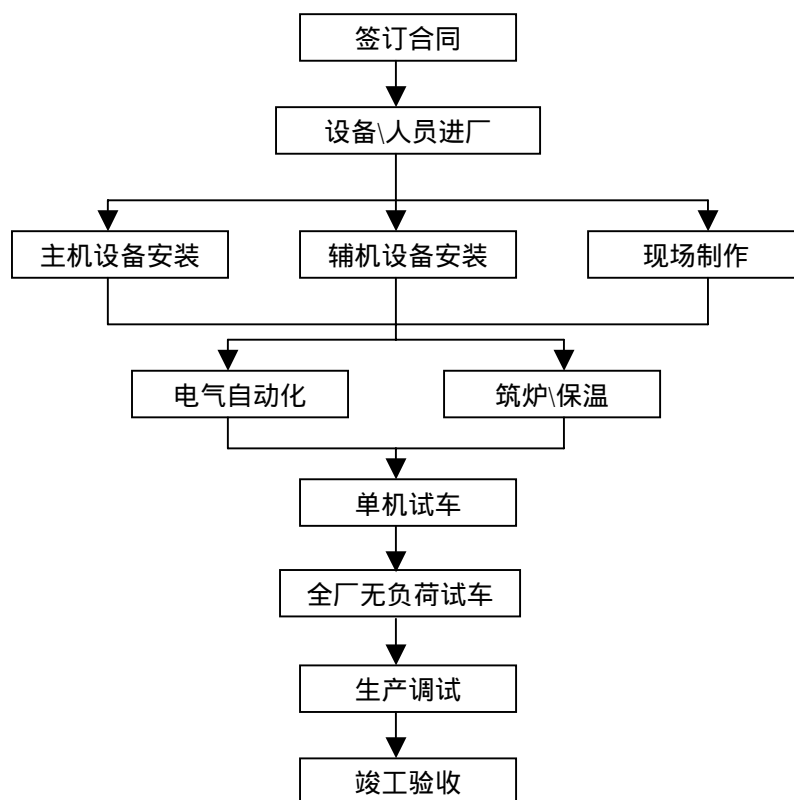 签订合同
设备\人员进厂
主机设备安装
辅机设备安装
现场制作
电气自动化
筑炉\保温
单机试车
全厂无负荷试车
生产调试
竣工验收